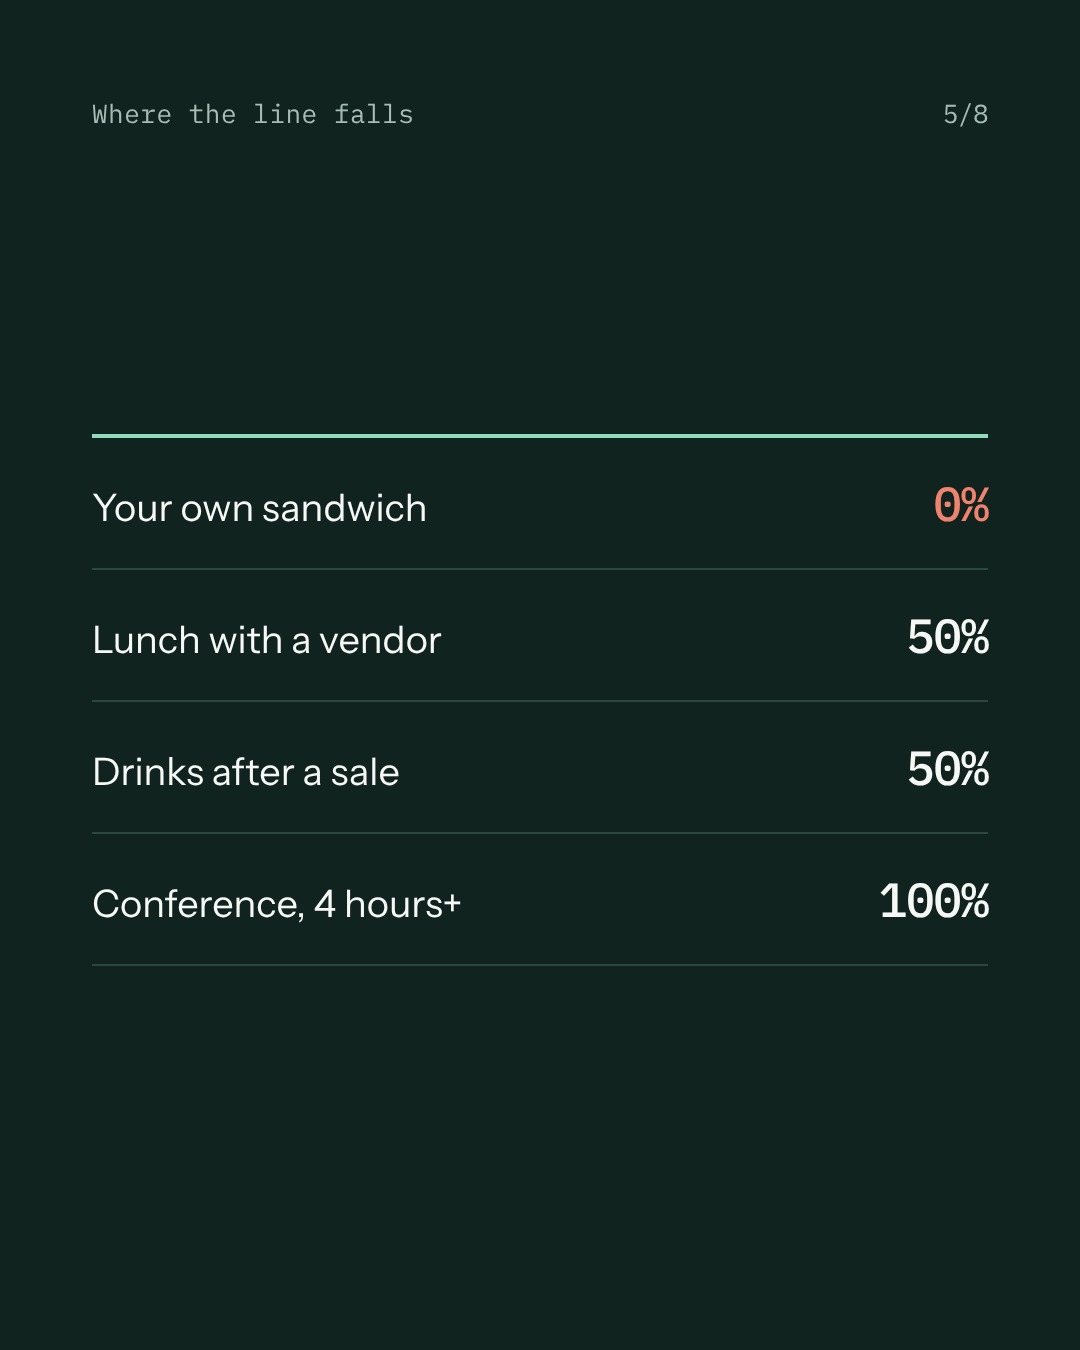 Where the line falls 5/8
Your own sandwich 0%
Lunch with a vendor 50%
Drinks after a sale 50%
Conference, 4 hours+ 100%